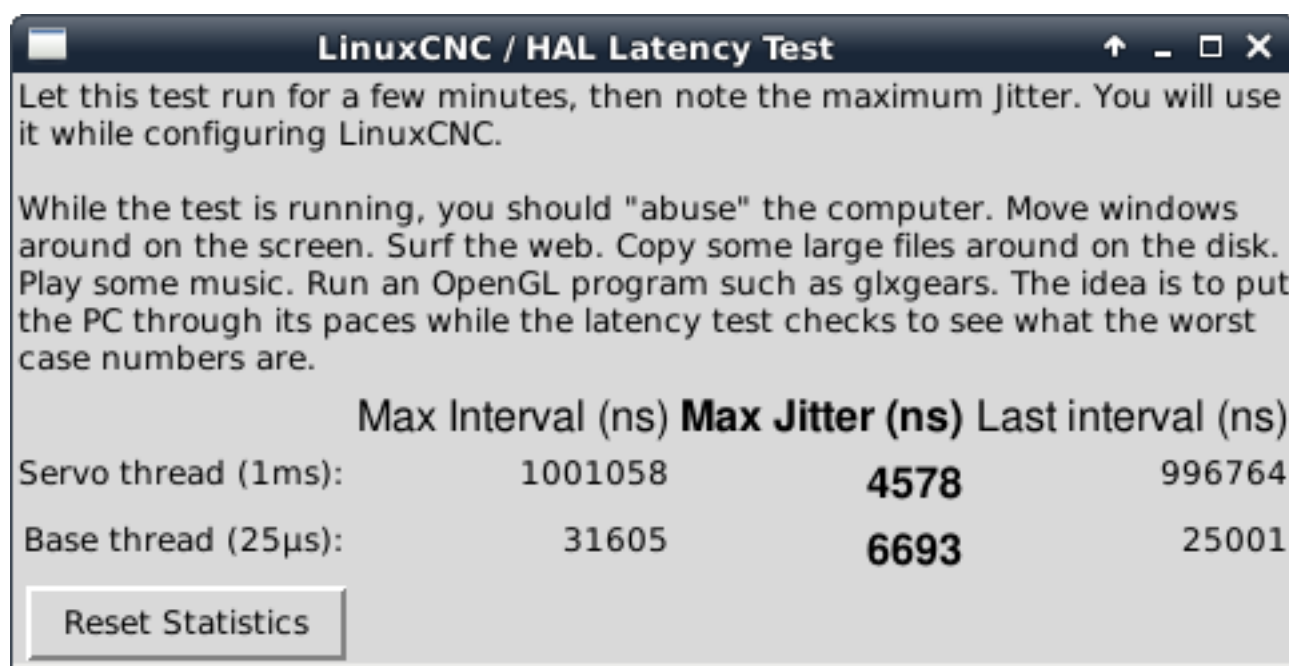 LinuxCNC / HAL Latency Test
Let this test run for a few minutes, then note the maximum Jitter. You will use
it while configuring LinuxCNC.
While the test is running, you should "abuse" the computer. Move windows
around on the screen. Surf the web. Copy some large files around on the disk.
Play some music. Run an OpenGL program such as glxgears. The idea is to put
the PC through its paces while the latency test checks to see what the worst
case numbers are.
Max Interval (ns) Max Jitter (ns) Last interval (ns)
Servo thread (1ms): 1001058 4578 996764
Base thread (25µs): 31605 6693 25001
Reset Statistics